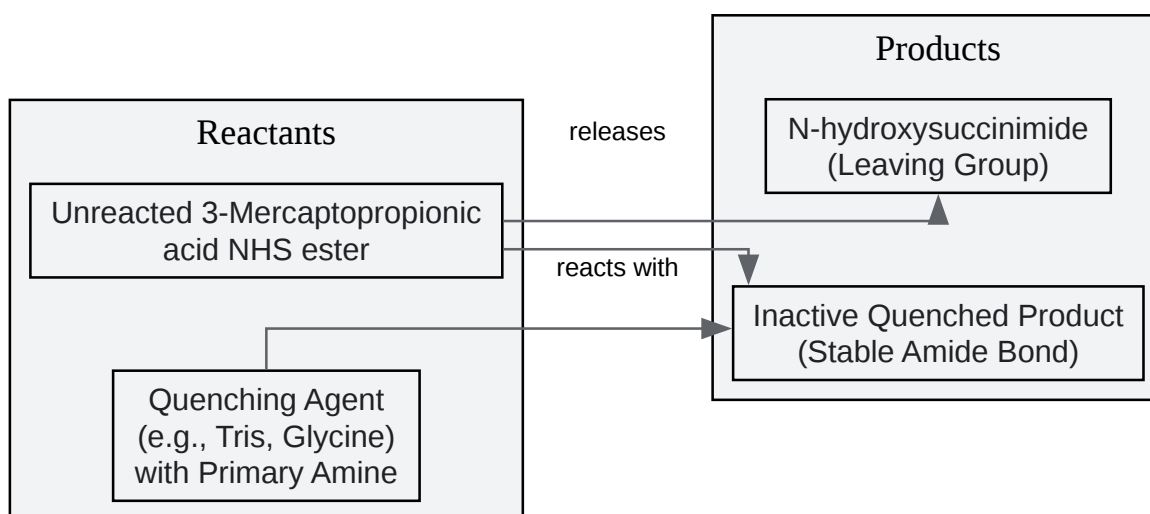 Reactants
Unreacted 3-Mercaptopropionic
acid NHS ester
Quenching Agent
(e.g., Tris, Glycine)
with Primary Amine
releases
reacts with
Products
N-hydroxysuccinimide
(Leaving Group)
Inactive Quenched Product
(Stable Amide Bond)